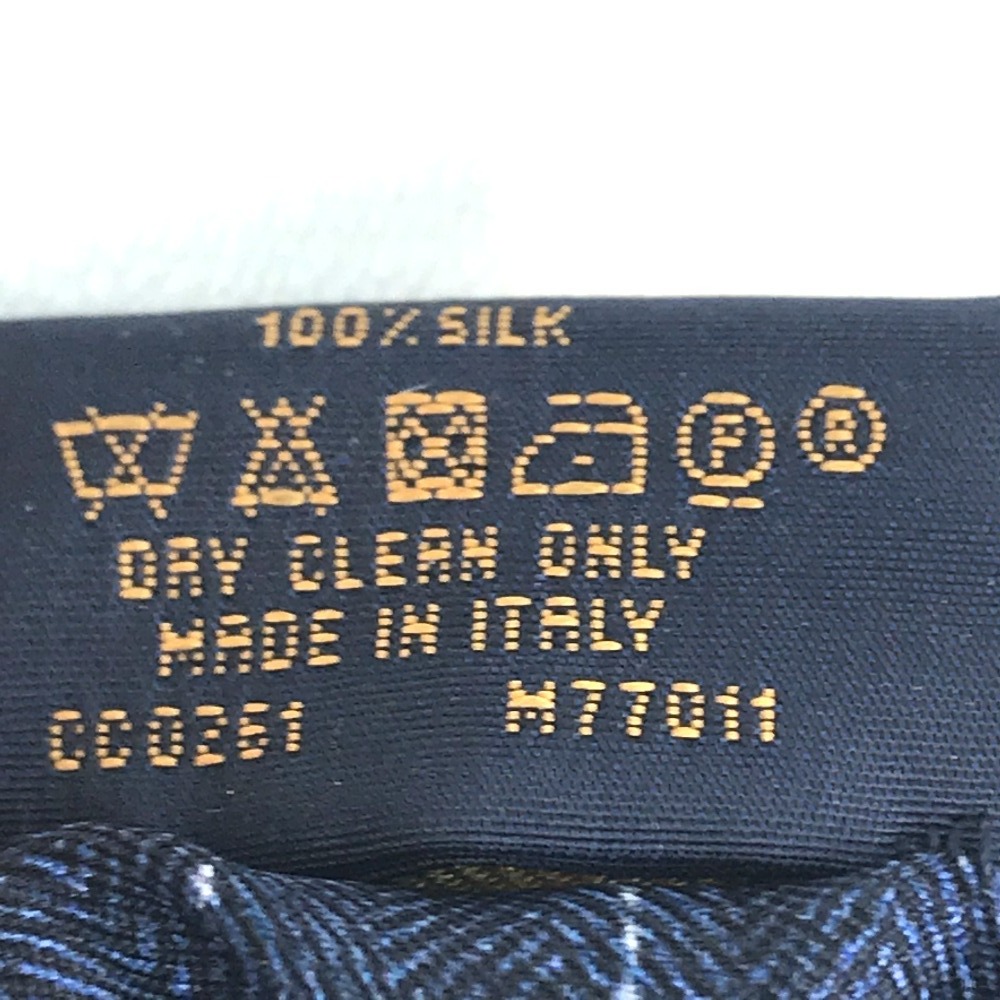 100% SILK
P R
DRY CLEAN ONLY
MADE IN ITALY
CC0261 M77011